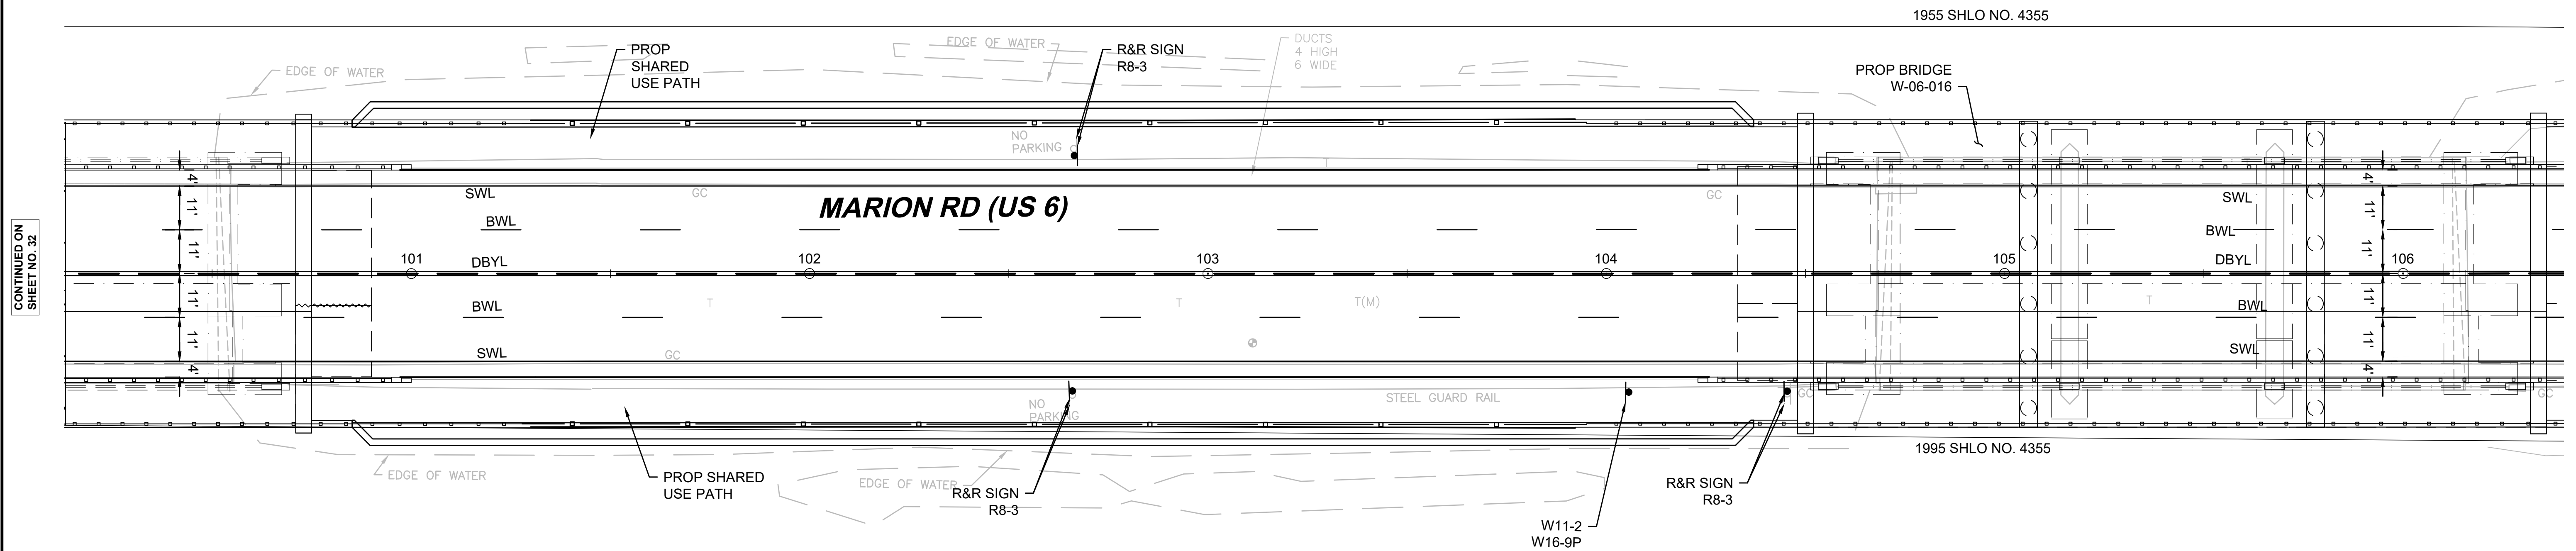 1955 SHLO NO. 4355
EDGE OF WATER
PROP
SHARED
USE PATH
EDGE OF WATER
R&R SIGN
R8-3
DUCTS
4 HIGH
6 WIDE
PROP BRIDGE
W-06-016
NO
PARKING
T
4'
11'
11'
11'
11'
4'
SWL
GC
MARION RD (US 6)
GC
SWL
4'
11'
11'
11'
11'
4'
BWL
BWL
CONTINUED ON
SHEET NO. 32
101
DBYL
102
103
104
105
DBYL
106
BWL
T
T
T(M)
T
BWL
SWL
GC
SWL
NO
PARKING
STEEL GUARD RAIL
GC
GC
1995 SHLO NO. 4355
EDGE OF WATER
PROP SHARED
USE PATH
EDGE OF WATER
R&R SIGN
R8-3
R&R SIGN
R8-3
W11-2
W16-9P